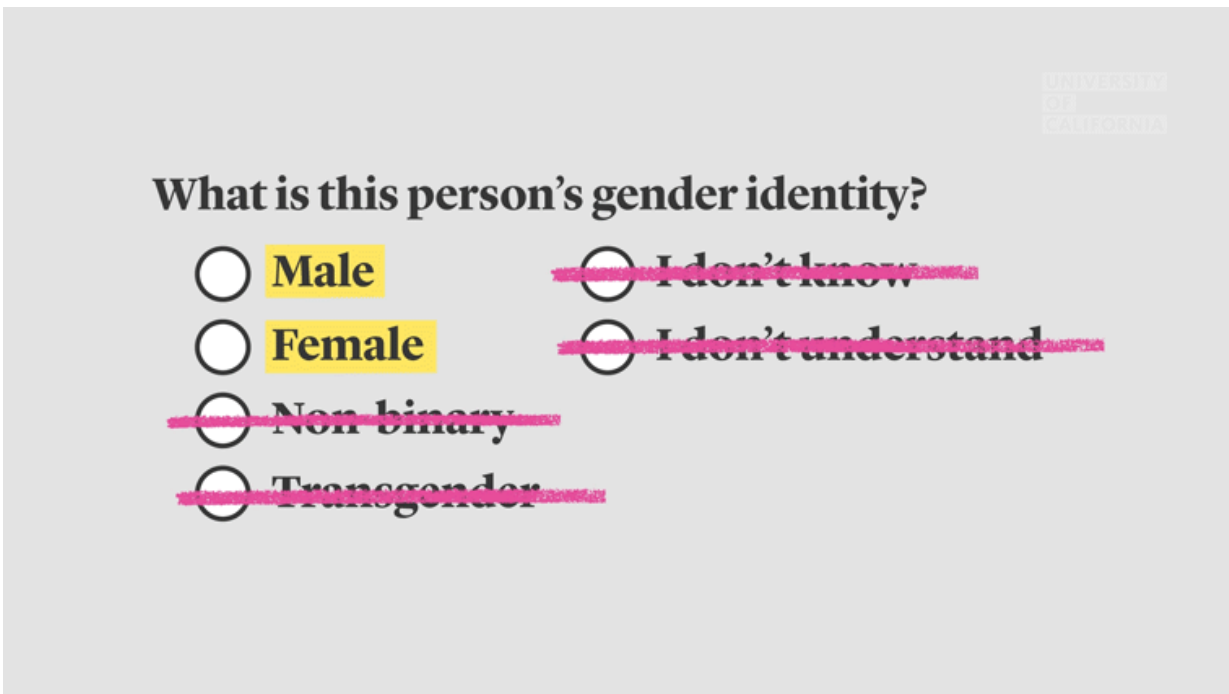 UNIVERSITY
OF
CALIFORNIA
What is this person’s gender identity?
Male
Female
Non-binary
Transgender
I don’t know
I don’t understand